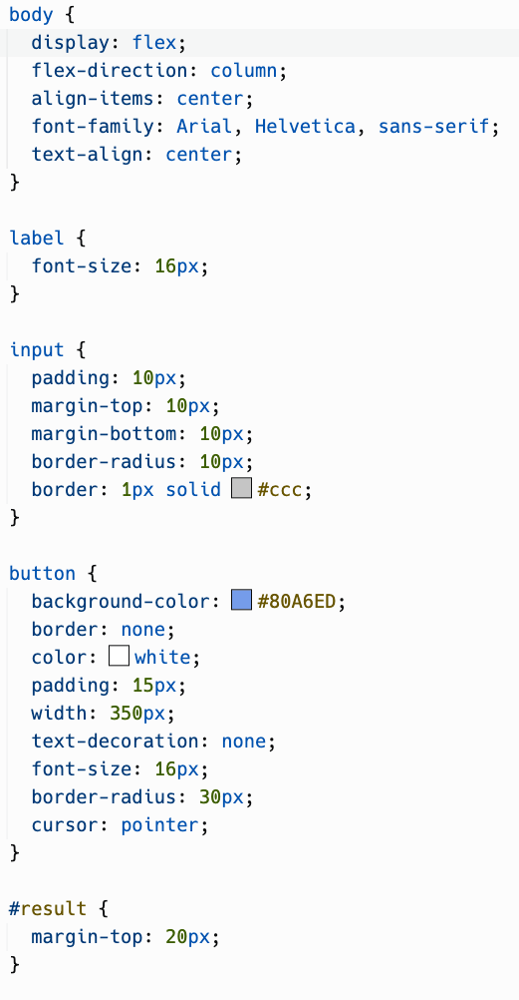 body {
  display: flex;
  flex-direction: column;
  align-items: center;
  font-family: Arial, Helvetica, sans-serif;
  text-align: center;
}

label {
  font-size: 16px;
}

input {
  padding: 10px;
  margin-top: 10px;
  margin-bottom: 10px;
  border-radius: 10px;
  border: 1px solid #ccc;
}

button {
  background-color: #80A6ED;
  border: none;
  color: white;
  padding: 15px;
  width: 350px;
  text-decoration: none;
  font-size: 16px;
  border-radius: 30px;
  cursor: pointer;
}

#result {
  margin-top: 20px;
}